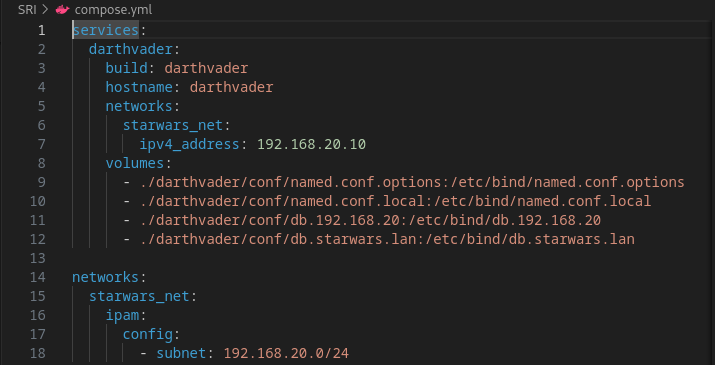 SRI > compose.yml
1 services:
2   darthvader:
3     build: darthvader
4     hostname: darthvader
5     networks:
6       starwars_net:
7         ipv4_address: 192.168.20.10
8     volumes:
9       - ./darthvader/conf/named.conf.options:/etc/bind/named.conf.options
10       - ./darthvader/conf/named.conf.local:/etc/bind/named.conf.local
11       - ./darthvader/conf/db.192.168.20:/etc/bind/db.192.168.20
12       - ./darthvader/conf/db.starwars.lan:/etc/bind/db.starwars.lan
13
14 networks:
15   starwars_net:
16     ipam:
17       config:
18         - subnet: 192.168.20.0/24